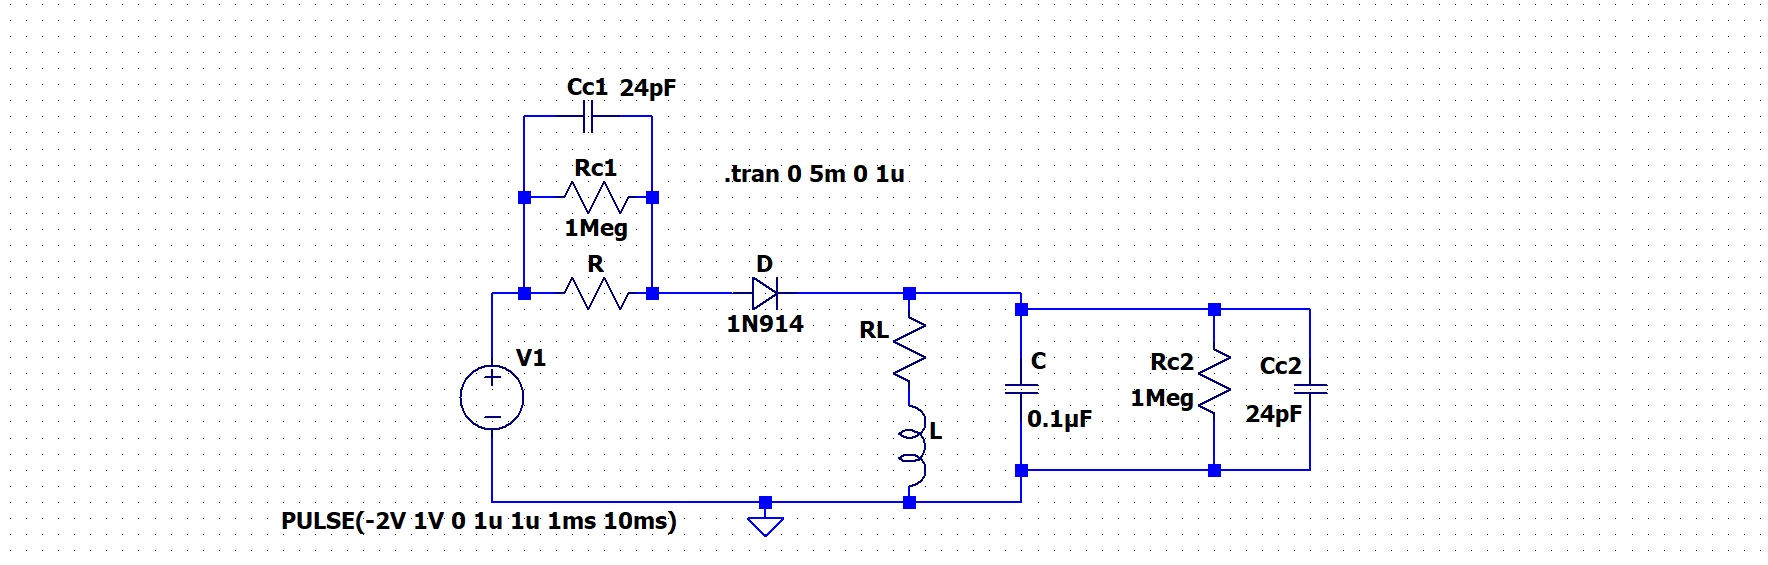 Cc1 24pF
Rc1
1Meg
.tran 0 5m 0 1u
R
D
1N914
RL
V1
C
0.1µF
Rc2
1Meg
Cc2
24pF
L
PULSE(-2V 1V 0 1u 1u 1ms 10ms)